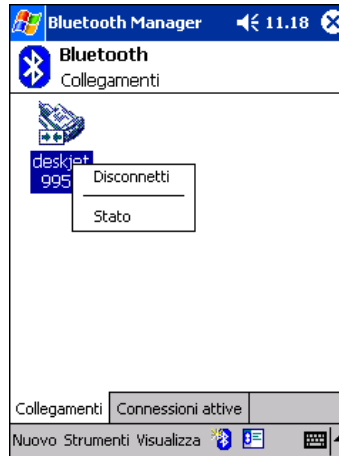 Bluetooth Manager 11.18
Bluetooth
Collegamenti
deskjet
995
Disconnetti
Stato
Collegamenti Connessioni attive
Nuovo Strumenti Visualizza